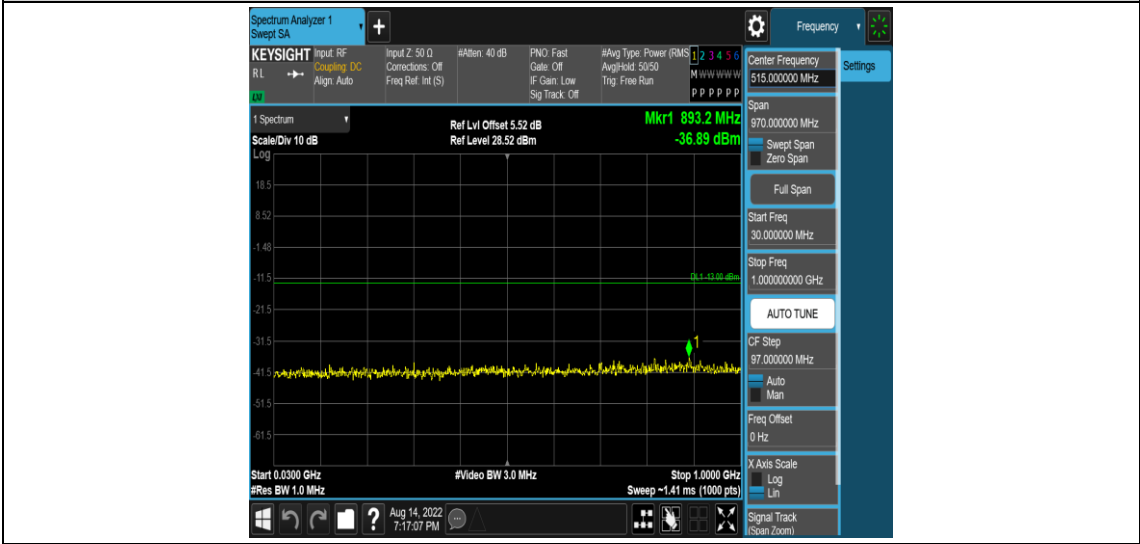 Spectrum Analyzer 1
Swept SA
+
Frequency
KEYSIGHT
RL
Input: RF
Coupling: DC
Align: Auto
Input Z: 50 Ω
Corrections: Off
Freq Ref: Int (S)
#Atten: 40 dB
PNO: Fast
Gate: Off
IF Gain: Low
Sig Track: Off
#Avg Type: Power (RMS
Avg|Hold: 50/50
Trig: Free Run
1 2 3 4 5 6
M W W W W W
P P P P P P
1 Spectrum
Scale/Div 10 dB
Log
Ref Lvl Offset 5.52 dB
Ref Level 28.52 dBm
Mkr1 893.2 MHz
-36.89 dBm
18.5
8.52
-1.48
-11.5
DL1 -13.00 dBm
-21.5
-31.5
1
-41.5
-51.5
-61.5
Start 0.0300 GHz
#Res BW 1.0 MHz
#Video BW 3.0 MHz
Stop 1.0000 GHz
Sweep ~1.41 ms (1000 pts)
?
Aug 14, 2022
7:17:07 PM
Center Frequency
515.000000 MHz
Settings
Span
970.000000 MHz
Swept Span
Zero Span
Full Span
Start Freq
30.000000 MHz
Stop Freq
1.000000000 GHz
AUTO TUNE
CF Step
97.000000 MHz
Auto
Man
Freq Offset
0 Hz
X Axis Scale
Log
Lin
Signal Track
(Span Zoom)